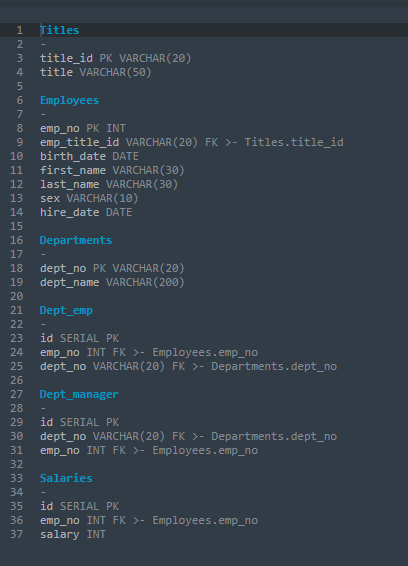 1 Titles
2 -
3 title_id PK VARCHAR(20)
4 title VARCHAR(50)
5
6 Employees
7 -
8 emp_no PK INT
9 emp_title_id VARCHAR(20) FK >- Titles.title_id
10 birth_date DATE
11 first_name VARCHAR(30)
12 last_name VARCHAR(30)
13 sex VARCHAR(10)
14 hire_date DATE
15
16 Departments
17 -
18 dept_no PK VARCHAR(20)
19 dept_name VARCHAR(200)
20
21 Dept_emp
22 -
23 id SERIAL PK
24 emp_no INT FK >- Employees.emp_no
25 dept_no VARCHAR(20) FK >- Departments.dept_no
26
27 Dept_manager
28 -
29 id SERIAL PK
30 dept_no VARCHAR(20) FK >- Departments.dept_no
31 emp_no INT FK >- Employees.emp_no
32
33 Salaries
34 -
35 id SERIAL PK
36 emp_no INT FK >- Employees.emp_no
37 salary INT